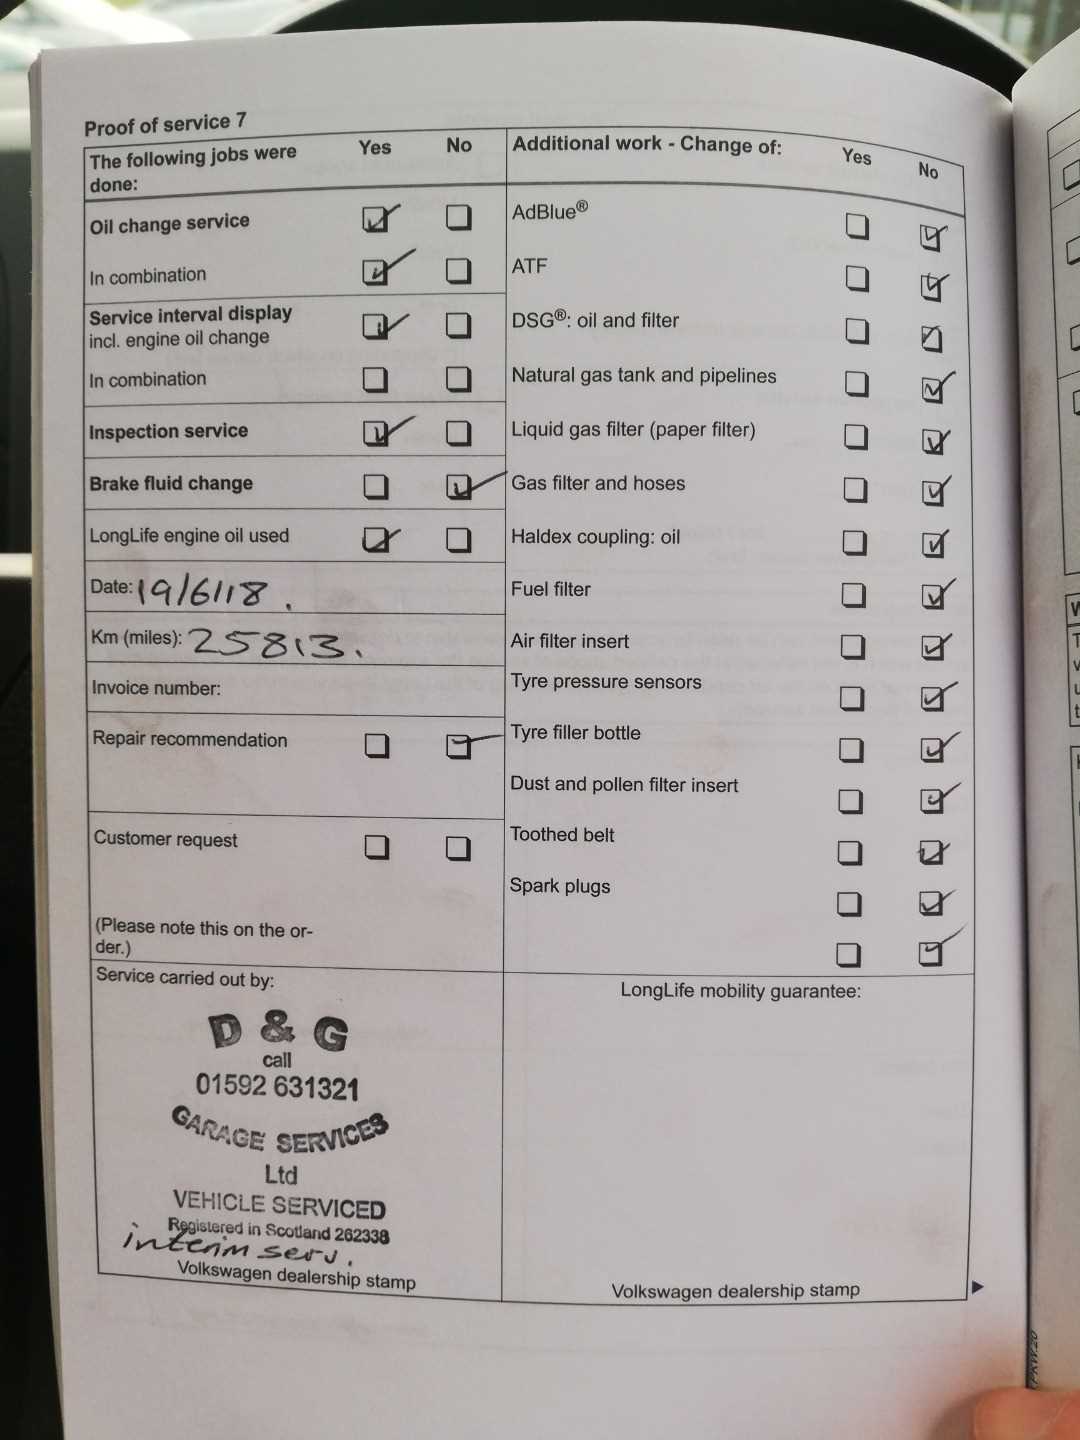 Proof of service 7
The following jobs were
done:
Yes
No
Oil change service
In combination
Service interval display
incl. engine oil change
In combination
Inspection service
Brake fluid change
LongLife engine oil used
Date: 19/6/18.
Km (miles): 25813.
Invoice number:
Repair recommendation
Customer request
(Please note this on the or-
der.)
Service carried out by:
D & G
call
01592 631321
GARAGE SERVICES
Ltd
VEHICLE SERVICED
Registered in Scotland 262338
interim serv.
Volkswagen dealership stamp
Additional work - Change of:
Yes
No
AdBlue®
ATF
DSG®: oil and filter
Natural gas tank and pipelines
Liquid gas filter (paper filter)
Gas filter and hoses
Haldex coupling: oil
Fuel filter
Air filter insert
Tyre pressure sensors
Tyre filler bottle
Dust and pollen filter insert
Toothed belt
Spark plugs
LongLife mobility guarantee:
Volkswagen dealership stamp